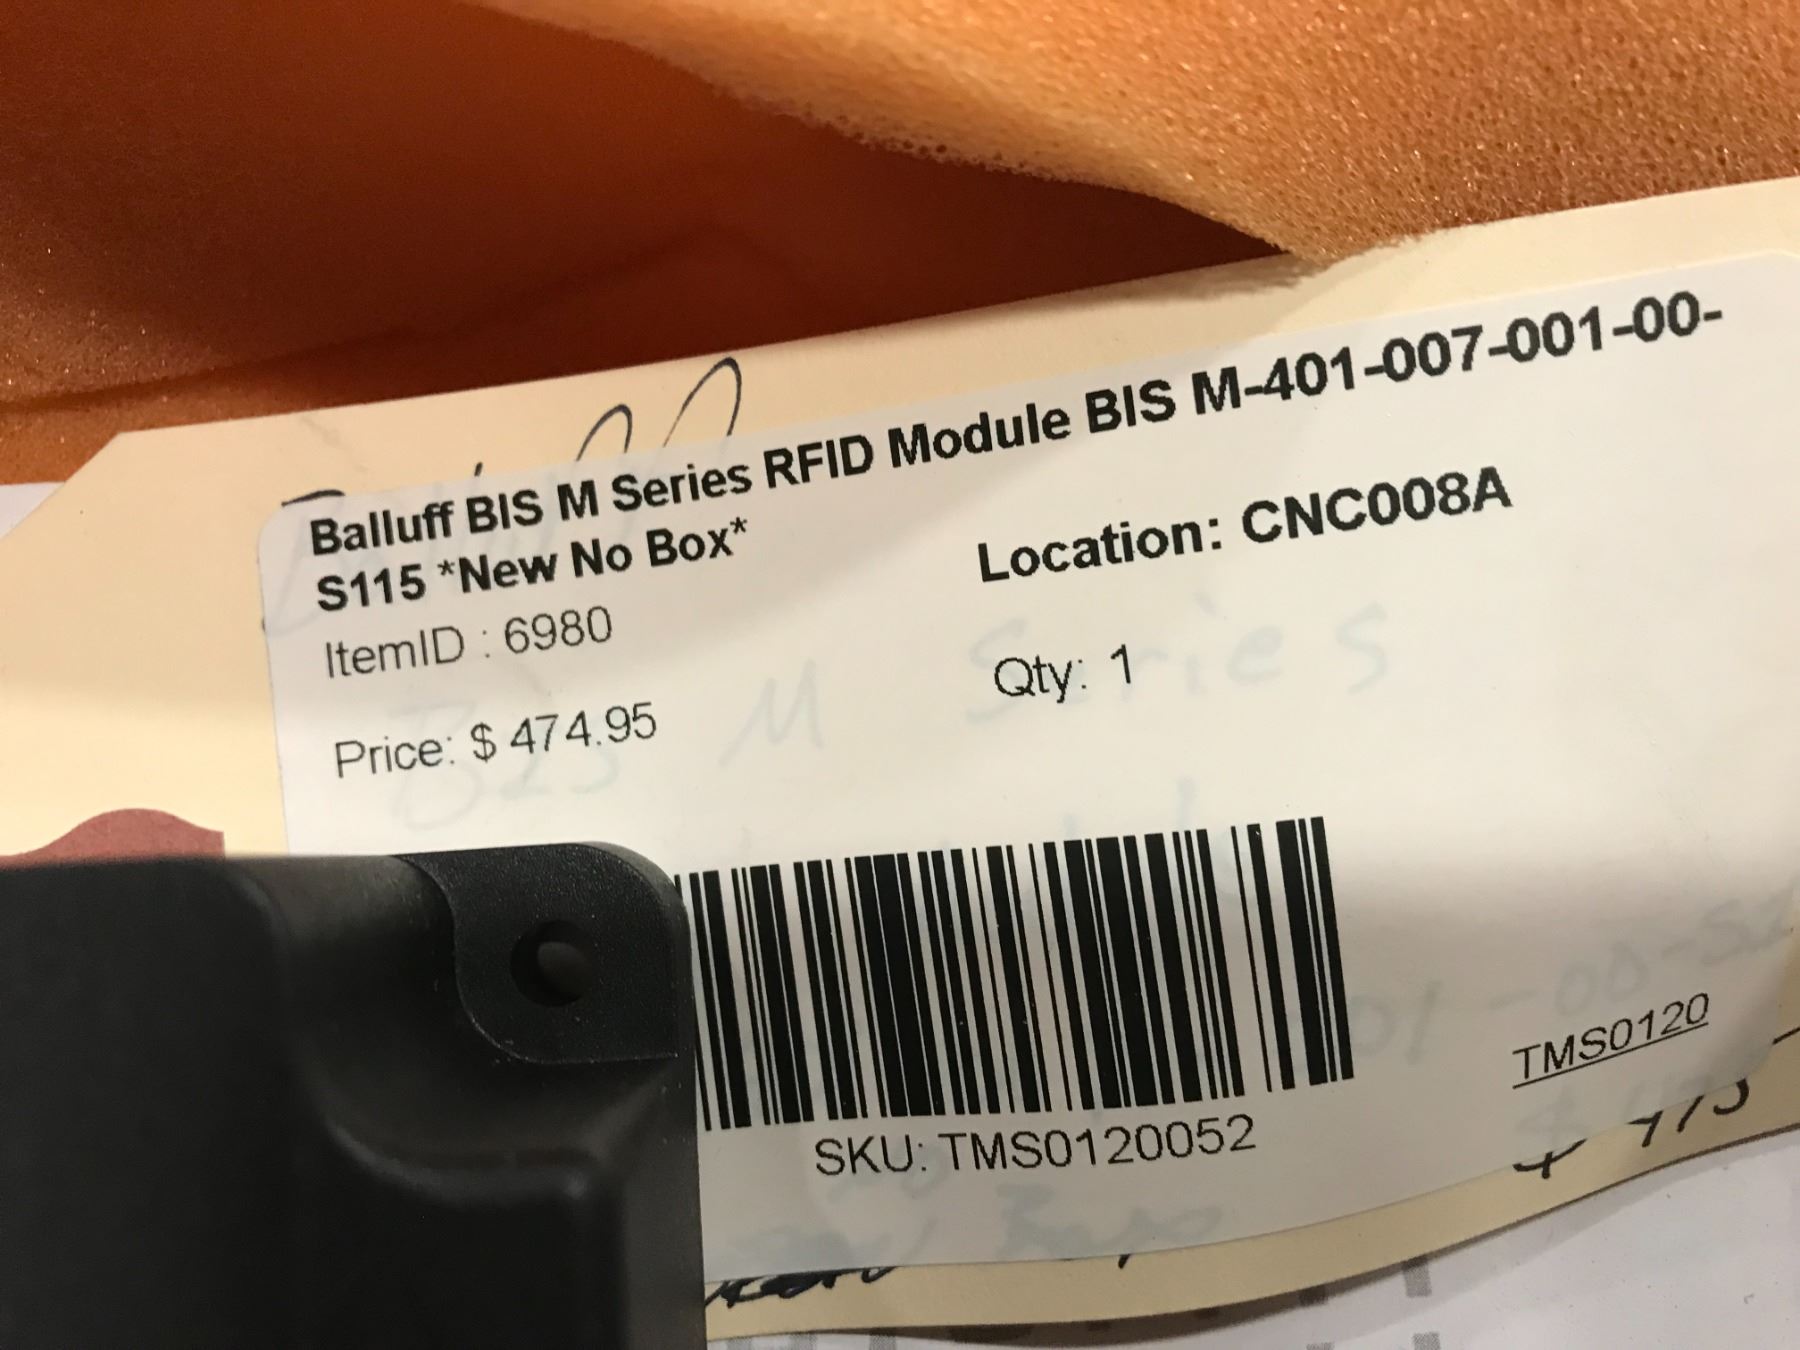 Balluff BIS M Series RFID Module BIS M-401-007-001-00-
S115 *New No Box*
Location: CNC008A
ItemID : 6980
Qty: 1
Price: $ 474.95
M Series
TMS0120
SKU: TMS0120052